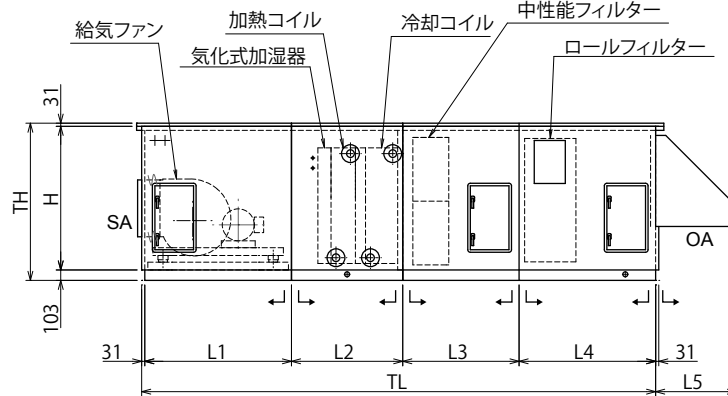 中性能フィルター
加熱コイル
冷却コイル
給気ファン
ロールフィルター
気化式加湿器
31
TH
H
SA
OA
103
31
L1
L2
L3
L4
31
TL
L5